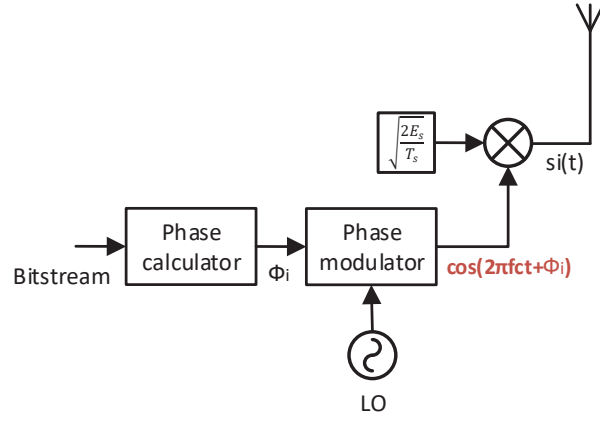 √(2E_s/T_s)
si(t)
Phase
calculator
Phase
modulator
Bitstream
Φi
cos(2πfct+Φi)
LO